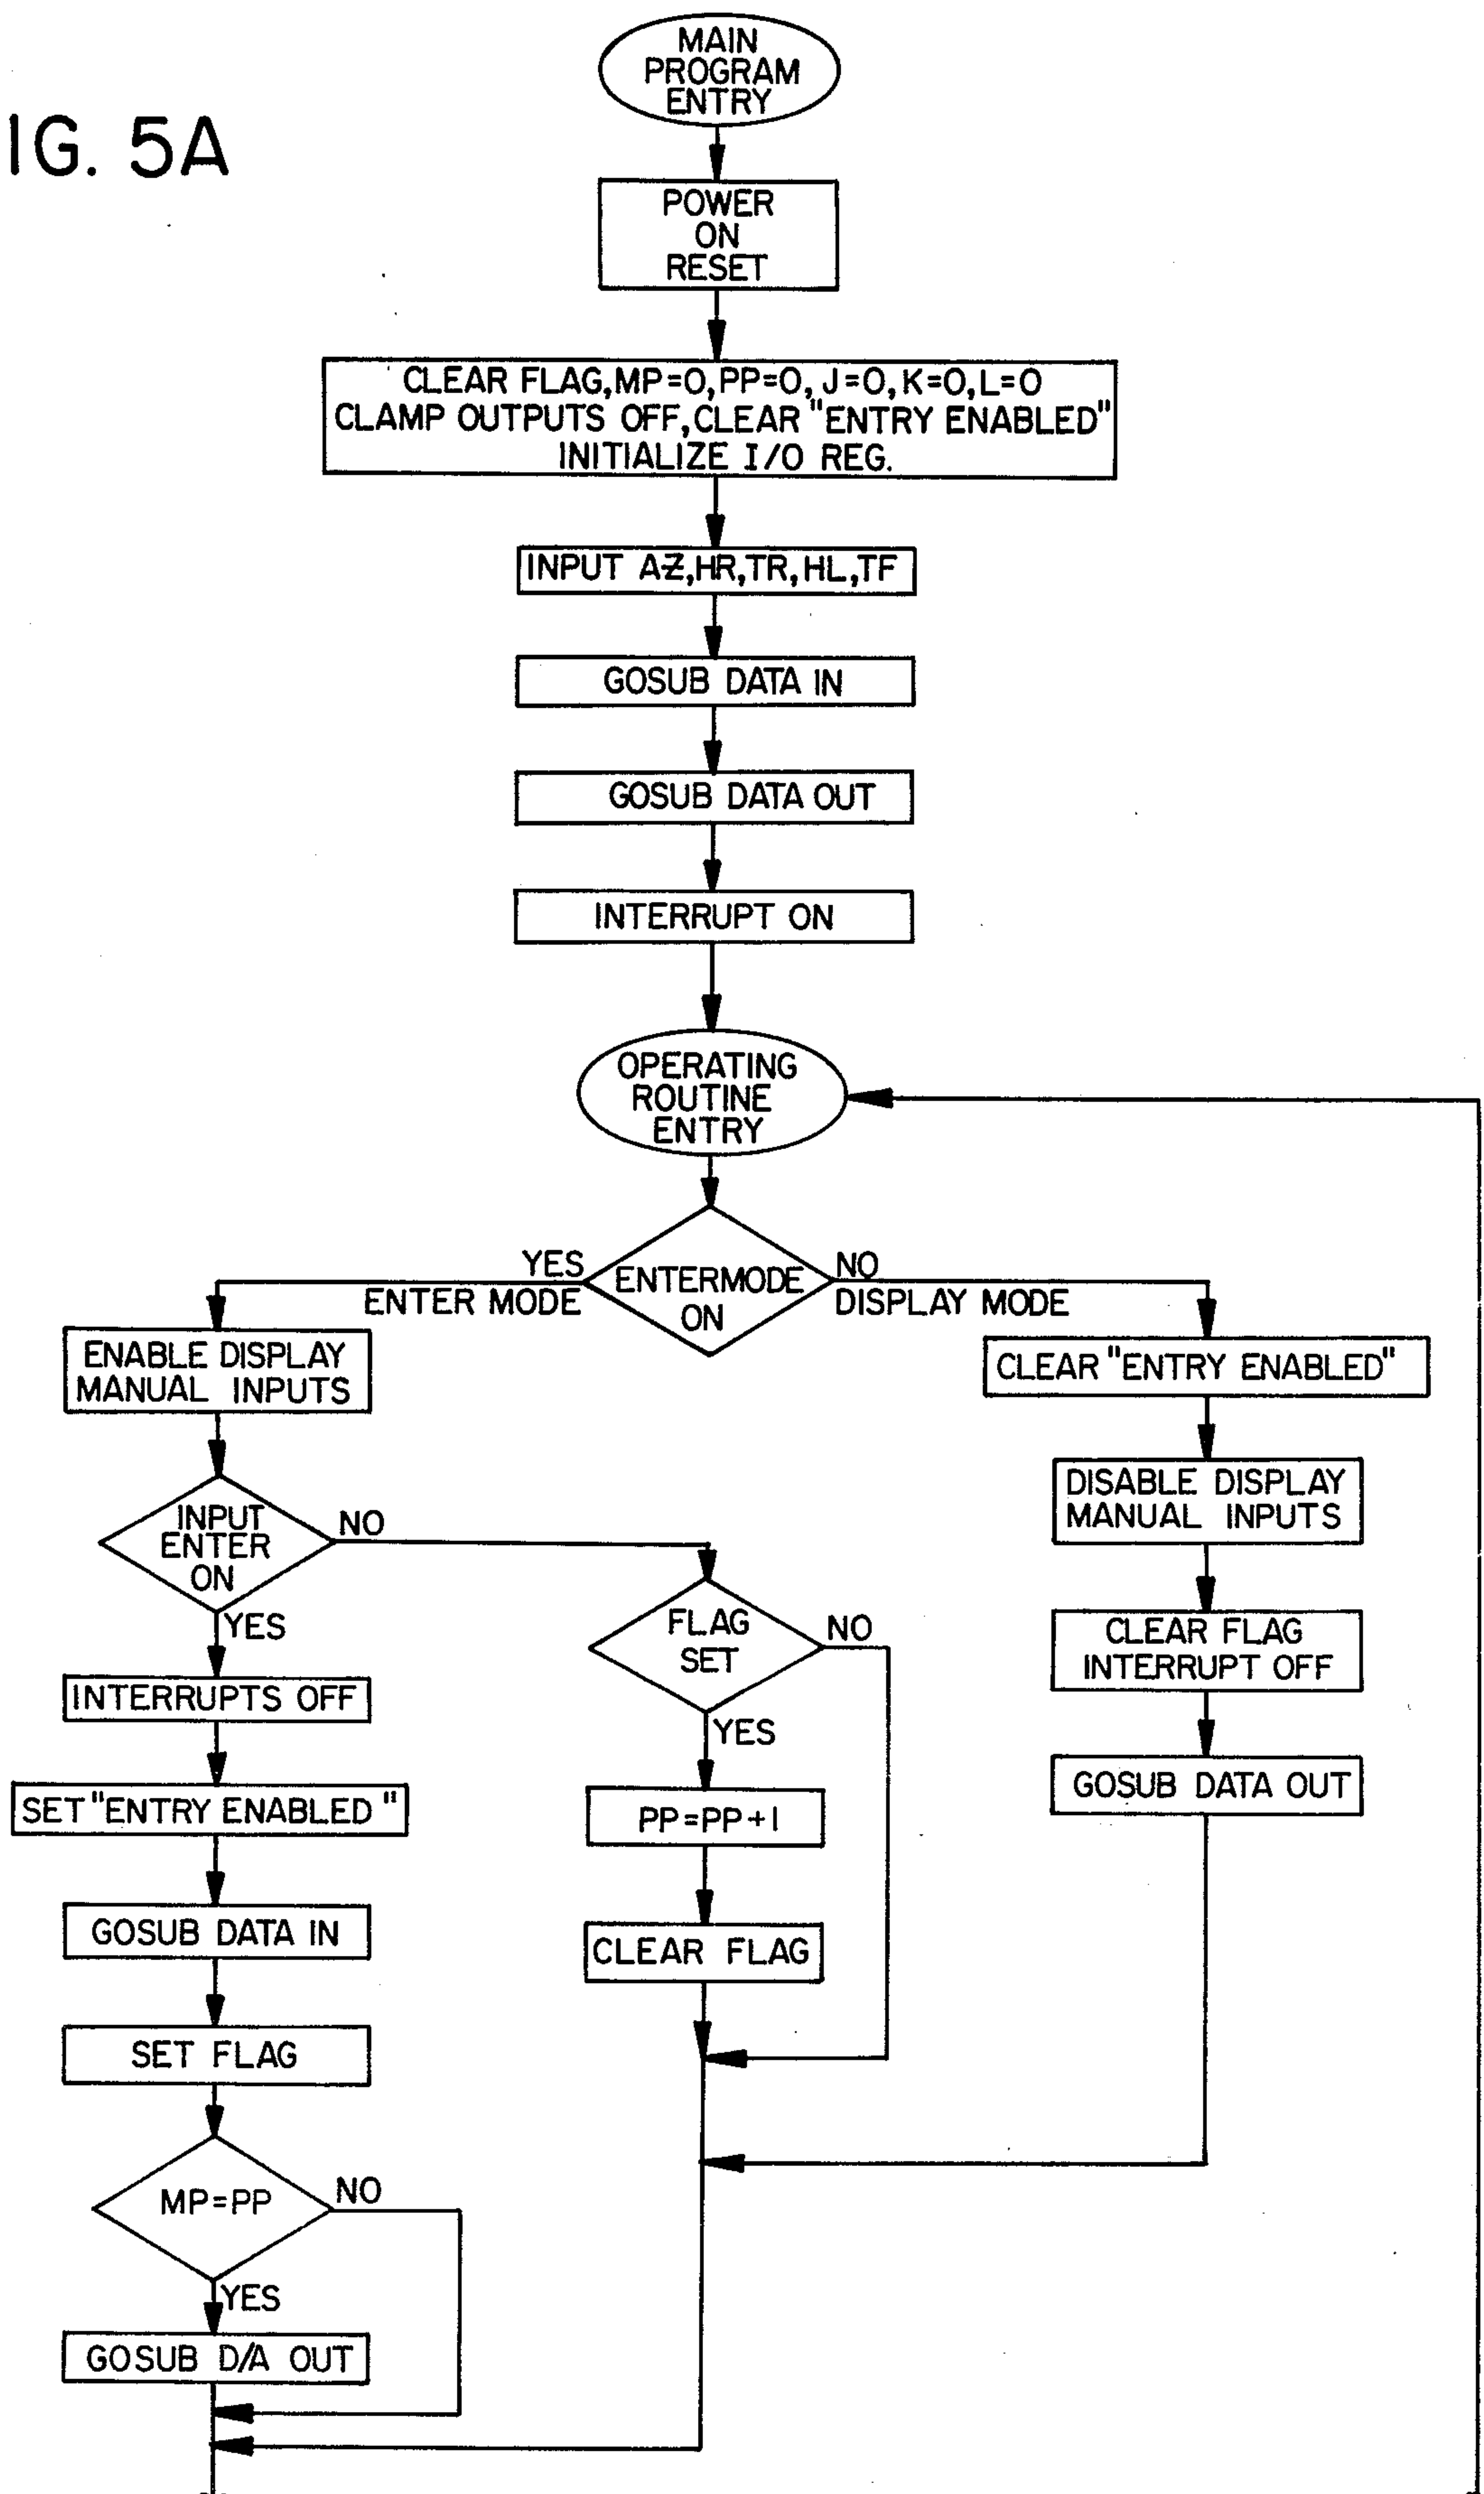 IG. 5A
MAIN
PROGRAM
ENTRY
POWER
ON
RESET
CLEAR FLAG, MP=0, PP=0, J=0, K=0, L=0
CLAMP OUTPUTS OFF, CLEAR "ENTRY ENABLED"
INITIALIZE I/O REG.
INPUT A-Z, HR, TR, HL, TF
GOSUB DATA IN
GOSUB DATA OUT
INTERRUPT ON
OPERATING
ROUTINE
ENTRY
ENTERMODE
ON
YES
ENTER MODE
NO
DISPLAY MODE
ENABLE DISPLAY
MANUAL INPUTS
INPUT
ENTER
ON
NO
YES
INTERRUPTS OFF
SET "ENTRY ENABLED"
GOSUB DATA IN
SET FLAG
MP=PP
NO
YES
GOSUB D/A OUT
FLAG
SET
NO
YES
PP=PP+1
CLEAR FLAG
CLEAR "ENTRY ENABLED"
DISABLE DISPLAY
MANUAL INPUTS
CLEAR FLAG
INTERRUPT OFF
GOSUB DATA OUT